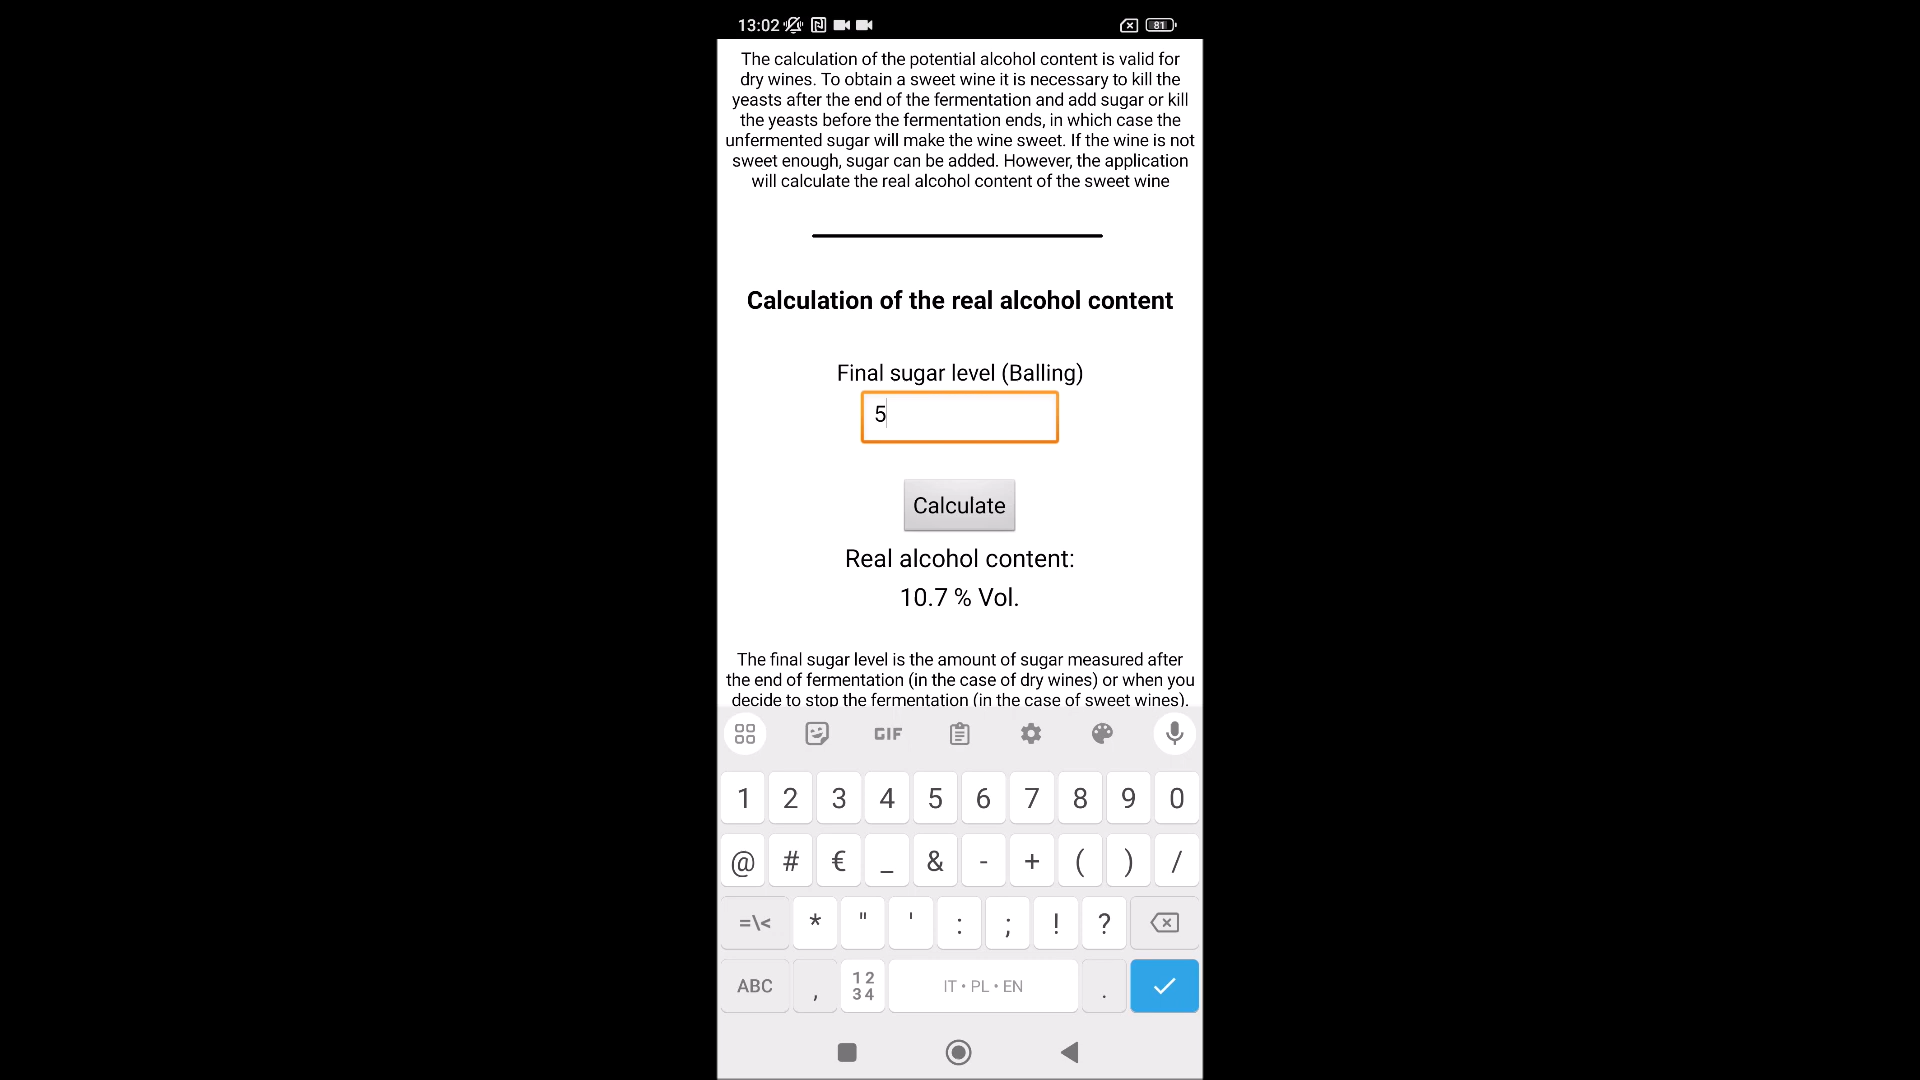 13:02
81
The calculation of the potential alcohol content is valid for
dry wines. To obtain a sweet wine it is necessary to kill the
yeasts after the end of the fermentation and add sugar or kill
the yeasts before the fermentation ends, in which case the
unfermented sugar will make the wine sweet. If the wine is not
sweet enough, sugar can be added. However, the application
will calculate the real alcohol content of the sweet wine
Calculation of the real alcohol content
Final sugar level (Balling)
5
Calculate
Real alcohol content:
10.7 % Vol.
The final sugar level is the amount of sugar measured after
the end of fermentation (in the case of dry wines) or when you
decide to stop the fermentation (in the case of sweet wines).
GIF
1 2 3 4 5 6 7 8 9 0
@ # € _ & - + ( ) /
=\< * " ' : ; ! ?
ABC , 12 34 IT • PL • EN .